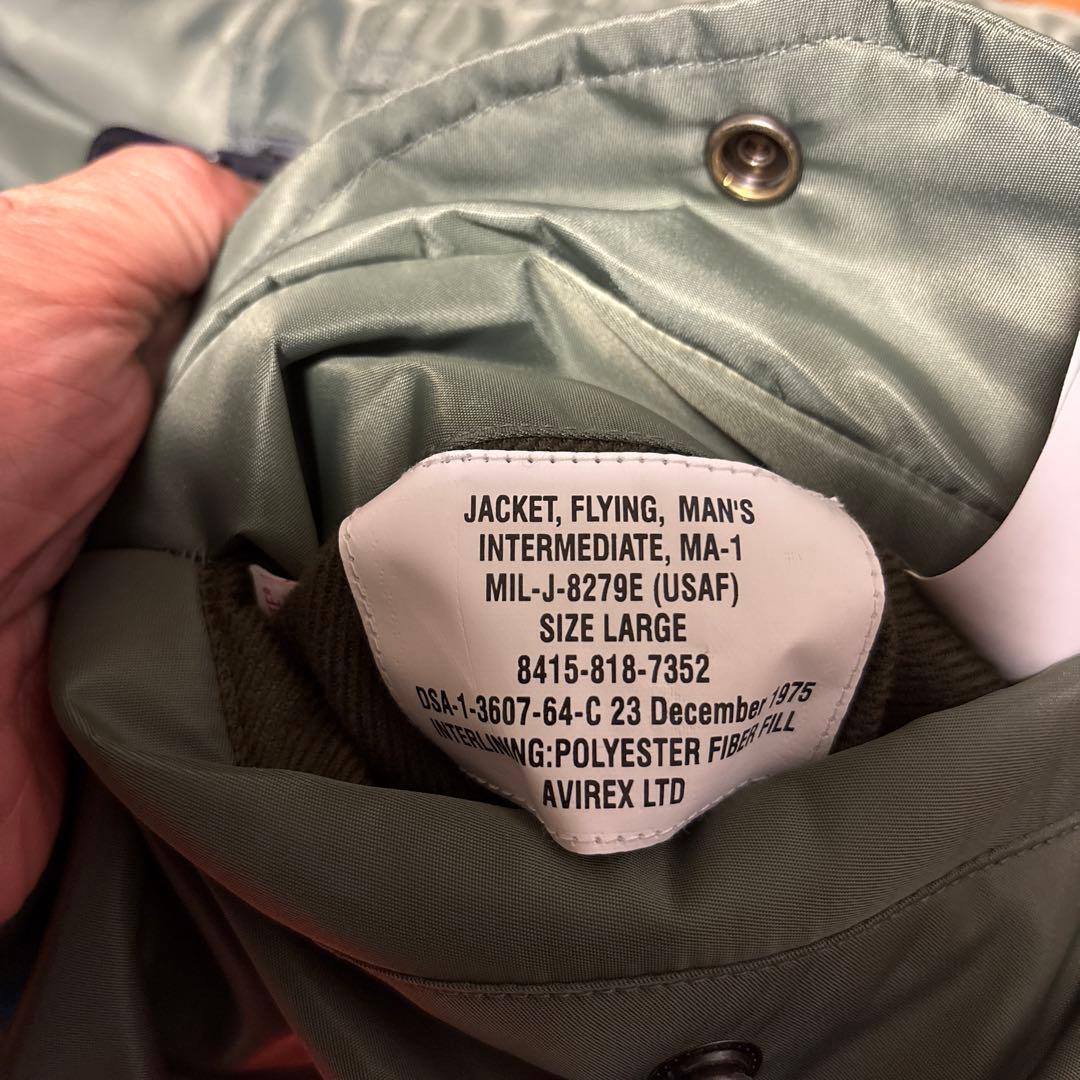 JACKET, FLYING, MAN'S
INTERMEDIATE, MA-1
MIL-J-8279E (USAF)
SIZE LARGE
8415-818-7352
DSA-1-3607-64-C 23 December 1975
INTERLINING:POLYESTER FIBER FILL
AVIREX LTD